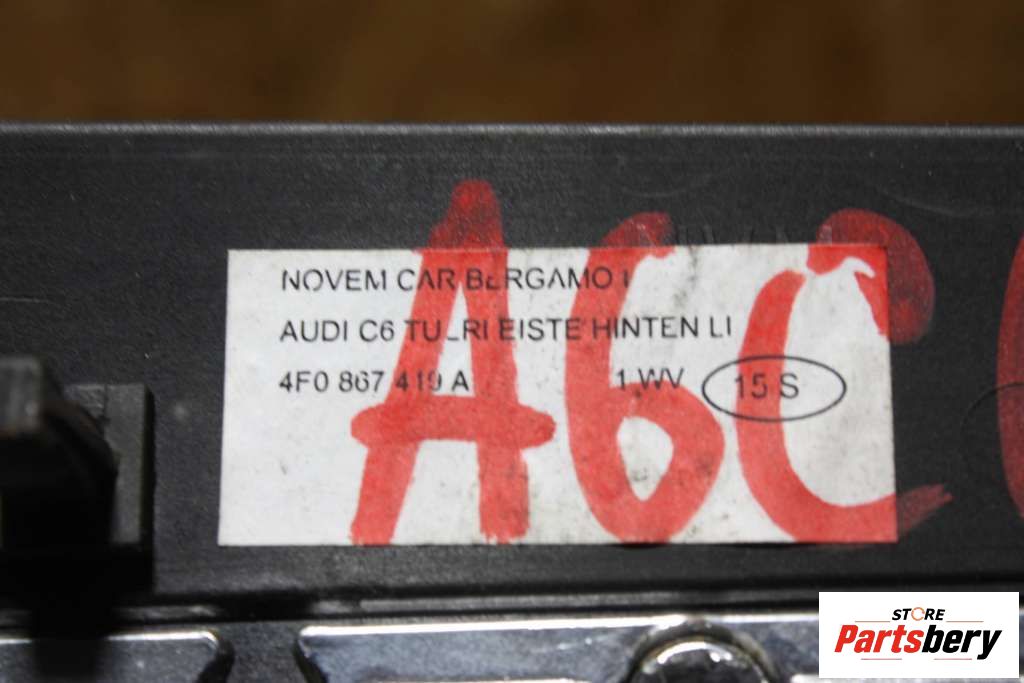 NOVEM CAR BERGAMO I
AUDI C6 TU_RI EISTE HINTEN LI
4F0 867 419 A 1 WV 15 S
A6C
STORE
Partsbery